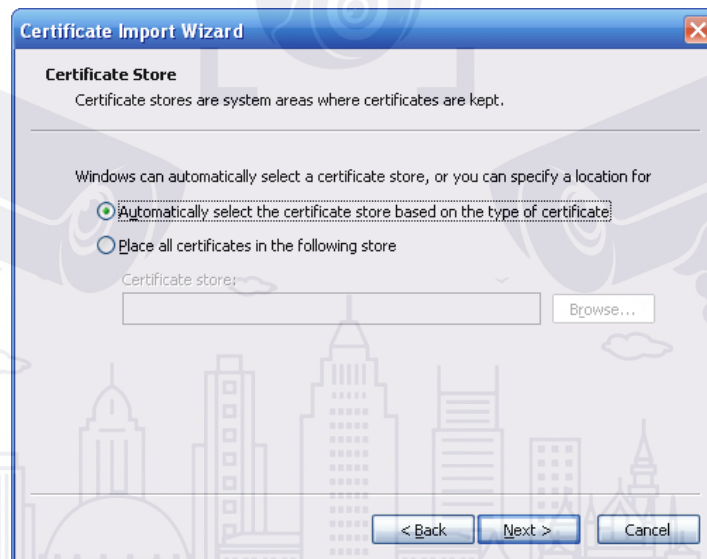 Certificate Import Wizard
Certificate Store
Certificate stores are system areas where certificates are kept.
Windows can automatically select a certificate store, or you can specify a location for
Automatically select the certificate store based on the type of certificate
Place all certificates in the following store
Certificate store:
Browse...
< Back
Next >
Cancel